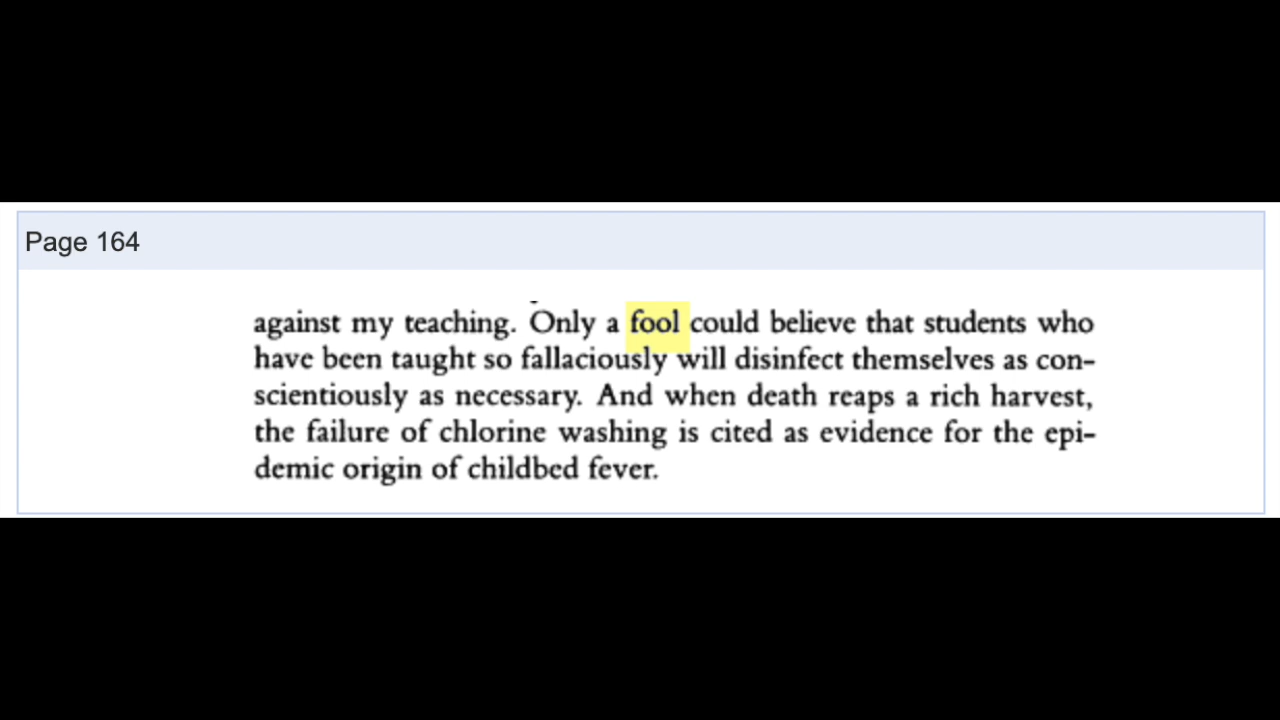 Page 164
against my teaching. Only a fool could believe that students who
have been taught so fallaciously will disinfect themselves as con-
scientiously as necessary. And when death reaps a rich harvest,
the failure of chlorine washing is cited as evidence for the epi-
demic origin of childbed fever.